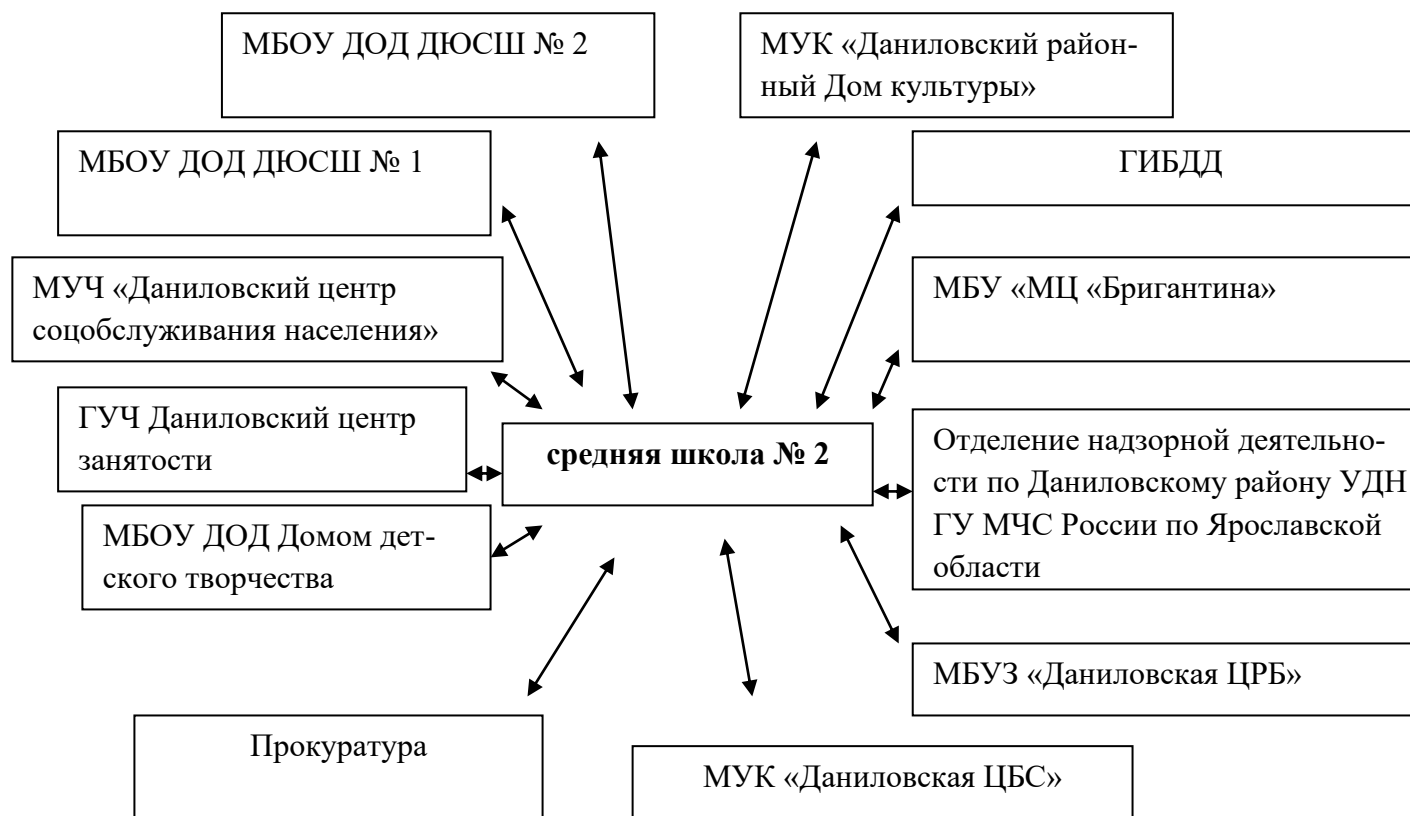 МБОУ ДОД ДЮСШ № 2
МУК «Даниловский район-
ный Дом культуры»
МБОУ ДОД ДЮСШ № 1
ГИБДД
МУЧ «Даниловский центр
соцобслуживания населения»
МБУ «МЦ «Бригантина»
ГУЧ Даниловский центр
занятости
средняя школа № 2
Отделение надзорной деятельно-
сти по Даниловскому району УДН
ГУ МЧС России по Ярославской
области
МБОУ ДОД Домом дет-
ского творчества
МБУЗ «Даниловская ЦРБ»
Прокуратура
МУК «Даниловская ЦБС»